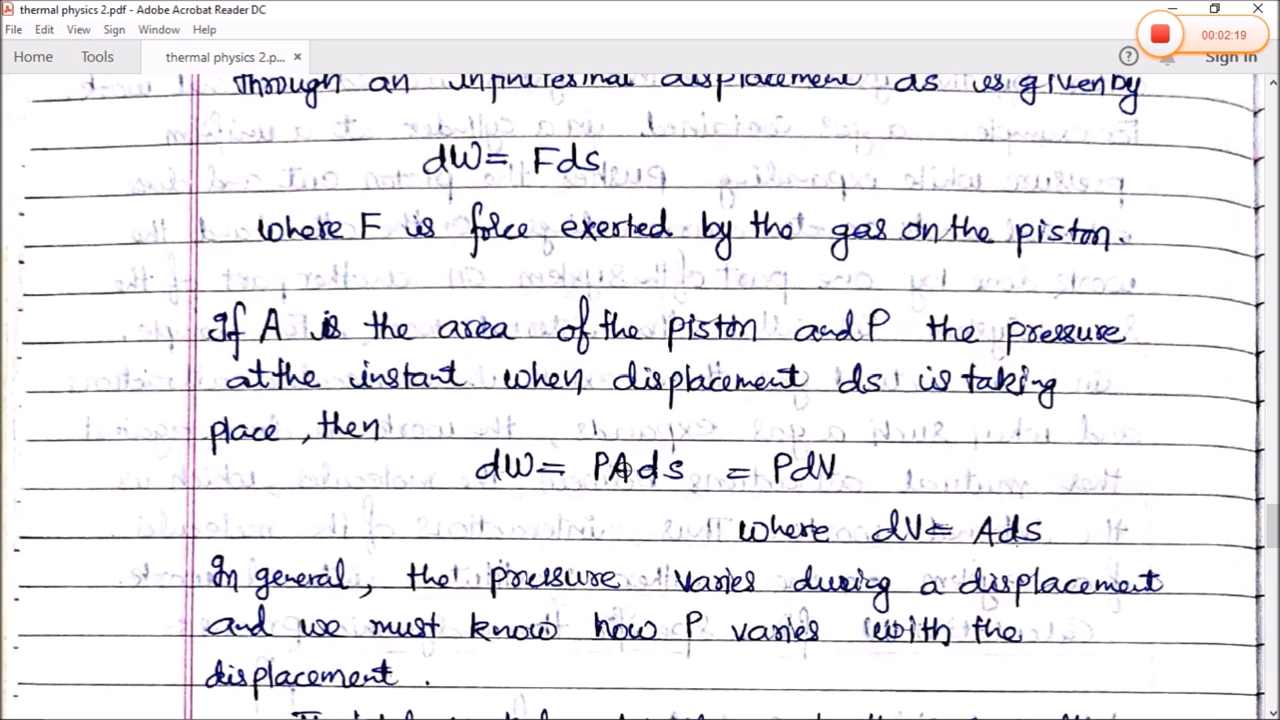 thermal physics 2.pdf - Adobe Acrobat Reader DC
File Edit View Sign Window Help
00:02:19
Home Tools thermal physics 2.p... × Sign In
through an infinitesimal displacement ds is given by
dW = Fds
where F is force exerted by the gas on the piston.
If A is the area of the piston and P the pressure
at the instant when displacement ds is taking
place, then
dW = PAds = PdV
where dV = Ads
In general, the pressure varies during a displacement
and we must know how P varies with the
displacement.